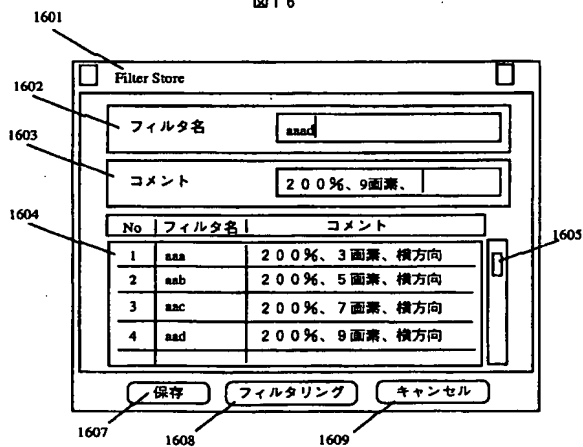 図16
1601
Filter Store
1602
フィルタ名
aaad
1603
コメント
200%、9画素、
1604
No フィルタ名 コメント
1605
1 aaa 200%、3画素、横方向
2 aab 200%、5画素、横方向
3 aac 200%、7画素、横方向
4 aad 200%、9画素、横方向
保存 フィルタリング キャンセル
1607
1608
1609